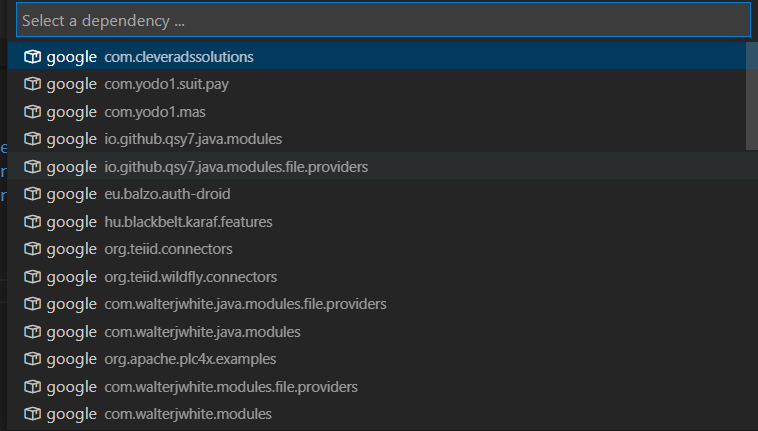 Select a dependency ...
google com.cleveradssolutions
google com.yodo1.suit.pay
google com.yodo1.mas
google io.github.qsy7.java.modules
google io.github.qsy7.java.modules.file.providers
google eu.balzo.auth-droid
google hu.blackbelt.karaf.features
google org.teiid.connectors
google org.teiid.wildfly.connectors
google com.walterjwhite.java.modules.file.providers
google com.walterjwhite.java.modules
google org.apache.plc4x.examples
google com.walterjwhite.modules.file.providers
google com.walterjwhite.modules